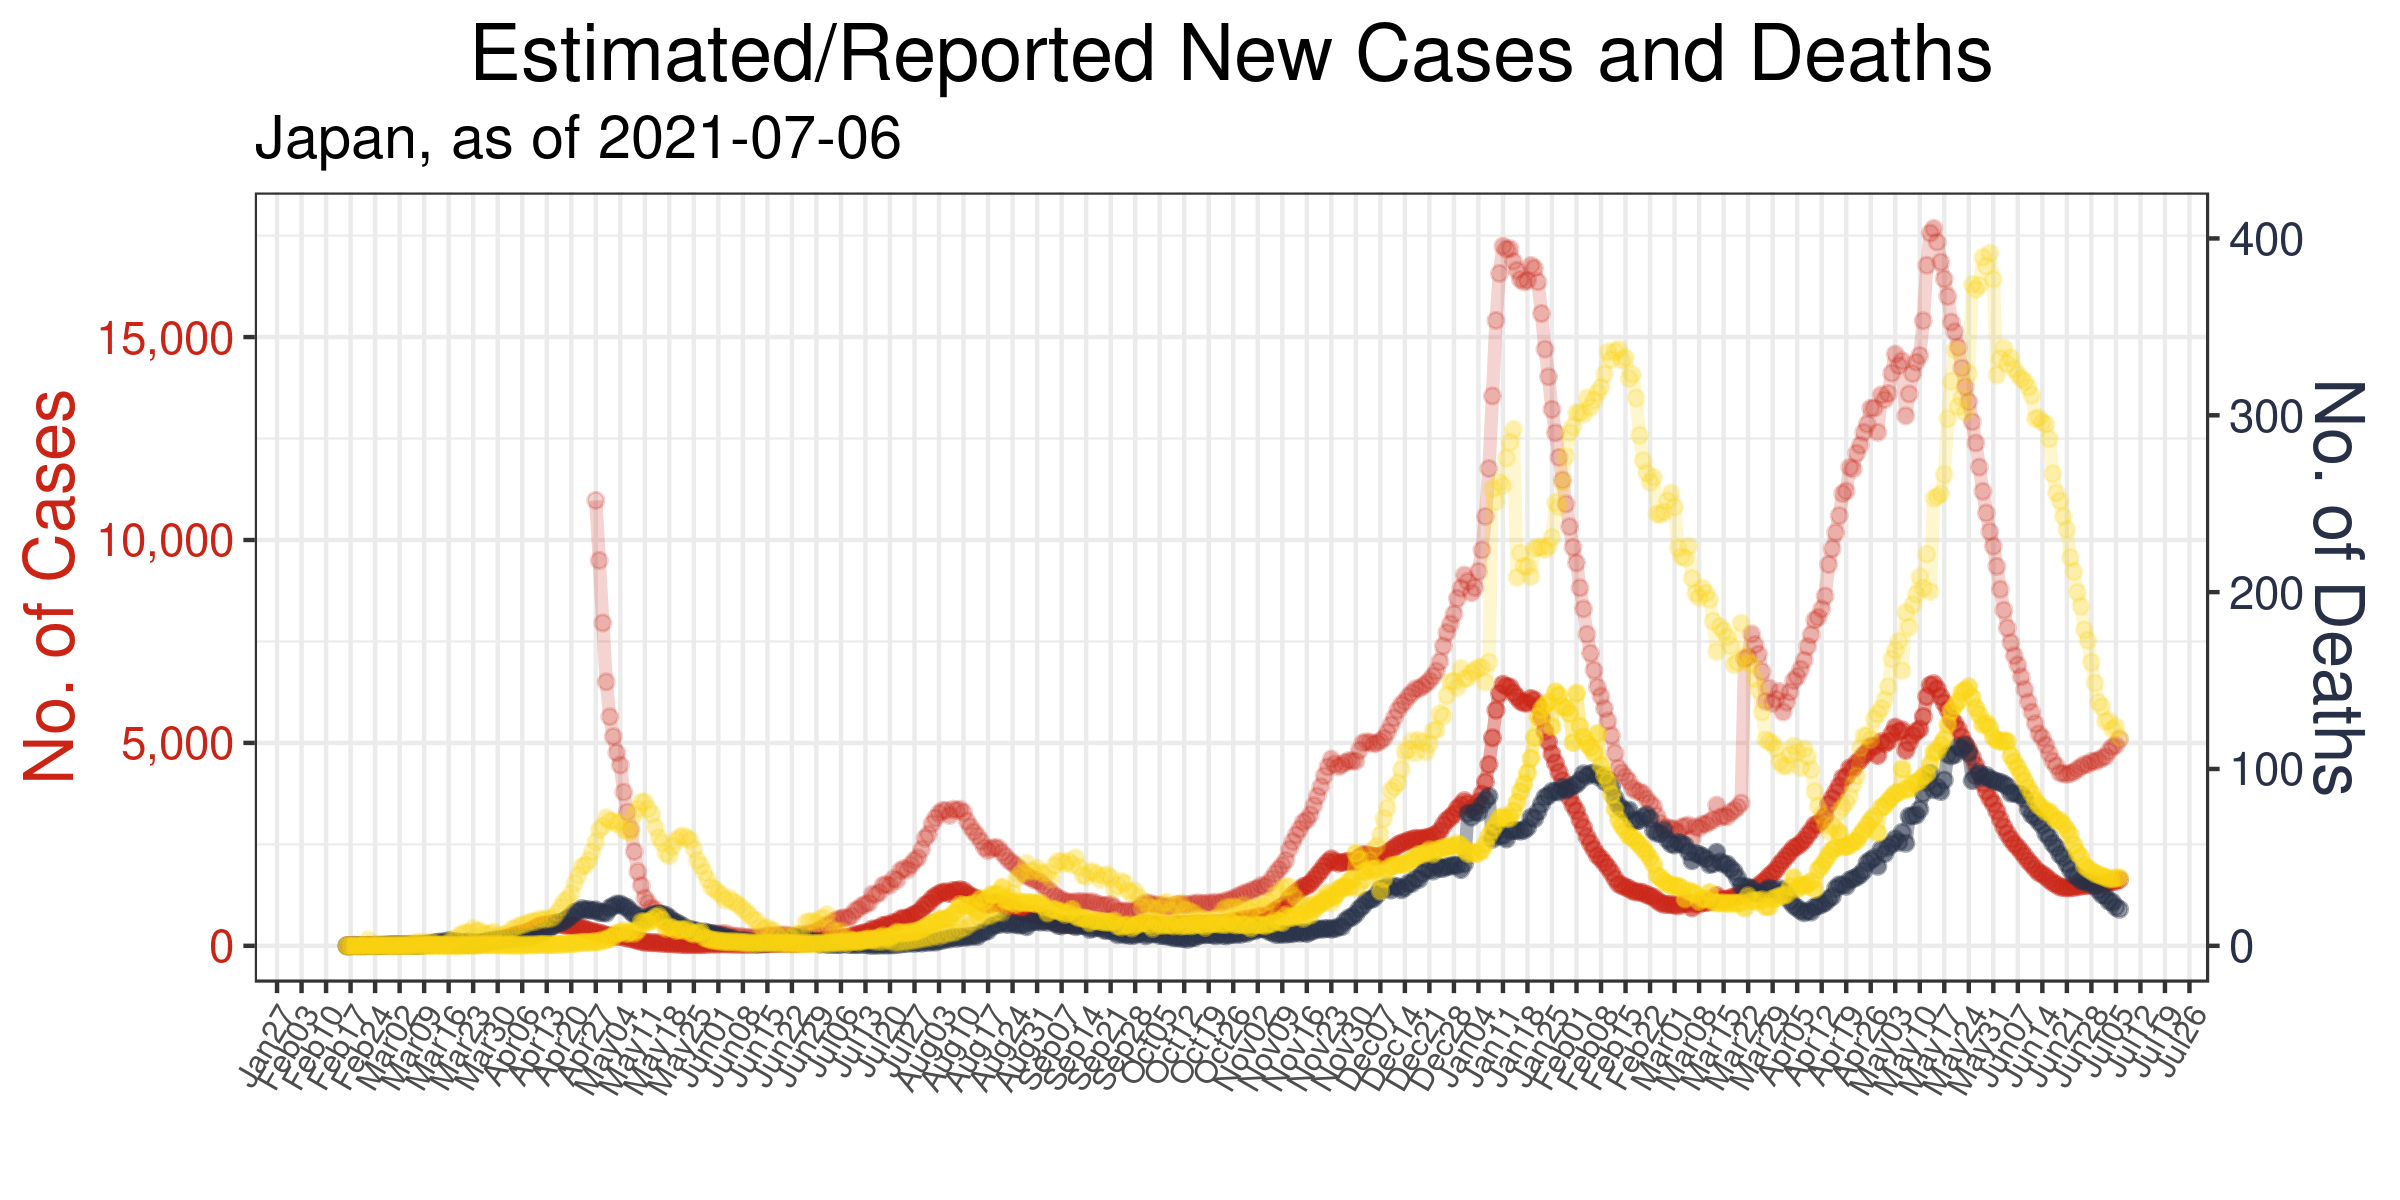 Estimated/Reported New Cases and Deaths
Japan, as of 2021-07-06
No. of Cases
15,000
10,000
5,000
0
400
300
200
100
0
No. of Deaths
Jan27
Feb03
Feb10
Feb17
Feb24
Mar02
Mar09
Mar16
Mar23
Mar30
Apr06
Apr13
Apr20
Apr27
May04
May11
May18
May25
Jun01
Jun08
Jun15
Jun22
Jun29
Jul06
Jul13
Jul20
Jul27
Aug03
Aug10
Aug17
Aug24
Aug31
Sep07
Sep14
Sep21
Sep28
Oct05
Oct12
Oct19
Oct26
Nov02
Nov09
Nov16
Nov23
Nov30
Dec07
Dec14
Dec21
Dec28
Jan04
Jan11
Jan18
Jan25
Feb01
Feb08
Feb15
Feb22
Mar01
Mar08
Mar15
Mar22
Mar29
Apr05
Apr12
Apr19
Apr26
May03
May10
May17
May24
May31
Jun07
Jun14
Jun21
Jun28
Jul05
Jul12
Jul19
Jul26